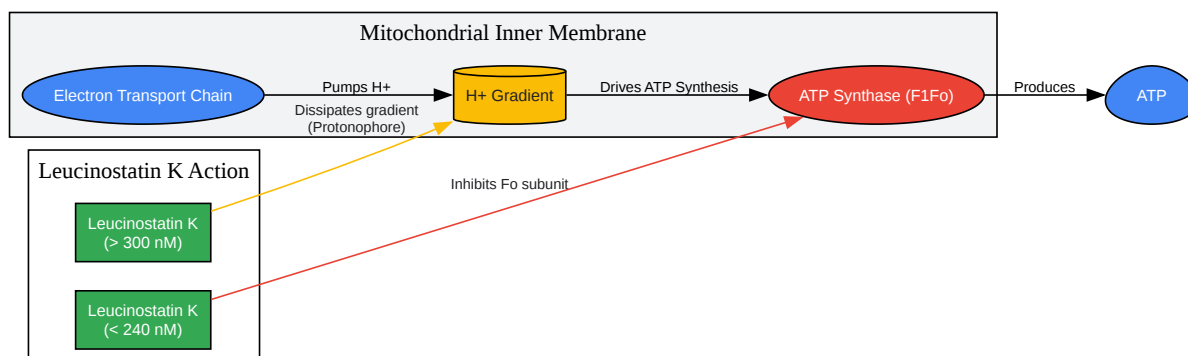 Mitochondrial Inner Membrane
Electron Transport Chain
Pumps H+
H+ Gradient
Drives ATP Synthesis
ATP Synthase (F1Fo)
Produces
ATP
Dissipates gradient
(Protonophore)
Leucinostatin K Action
Inhibits Fo subunit
Leucinostatin K
(> 300 nM)
Leucinostatin K
(< 240 nM)